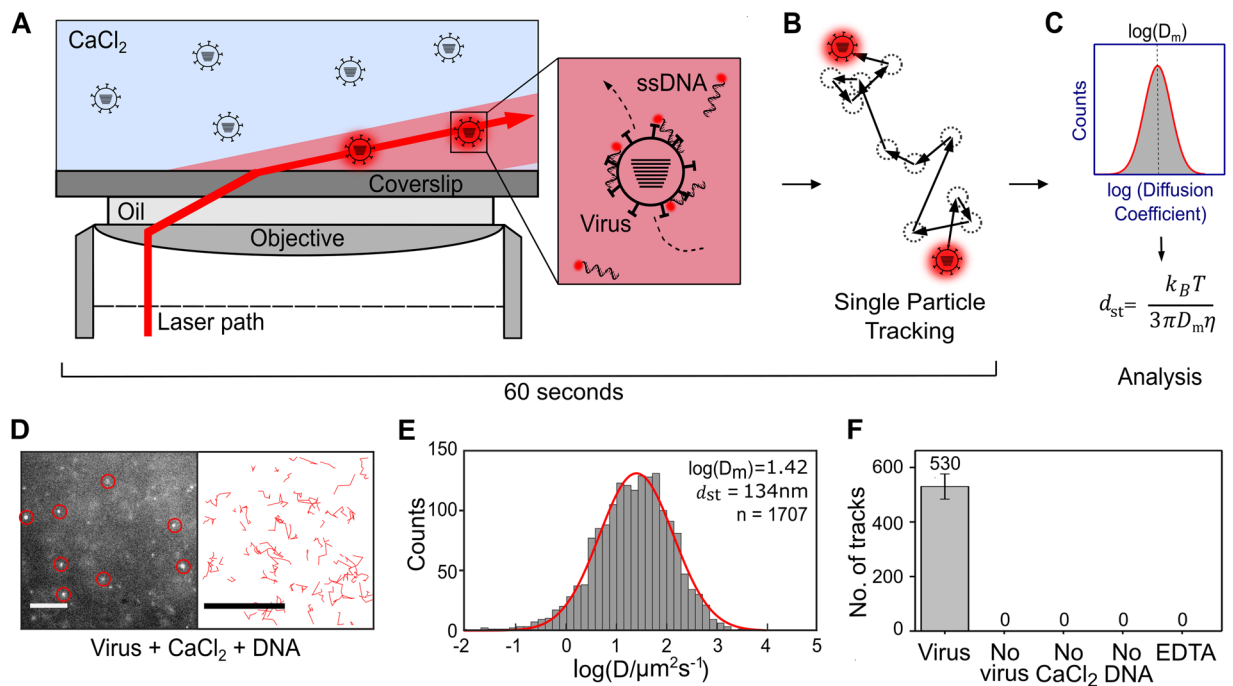 A
CaCl2
ssDNA
Virus
Coverslip
Oil
Objective
Laser path
60 seconds
B
Single Particle
Tracking
C
log(Dm)
Counts
log (Diffusion
Coefficient)
dst= kBT
3πDmη
Analysis
D
Virus + CaCl2 + DNA
E
150
100
50
0
Counts
log(Dm)=1.42
dst = 134nm
n = 1707
-2 -1 0 1 2 3 4 5
log(D/μm²s⁻¹)
F
600
400
200
0
No. of tracks
530
0 0 0 0
Virus No No No EDTA
virus CaCl2 DNA